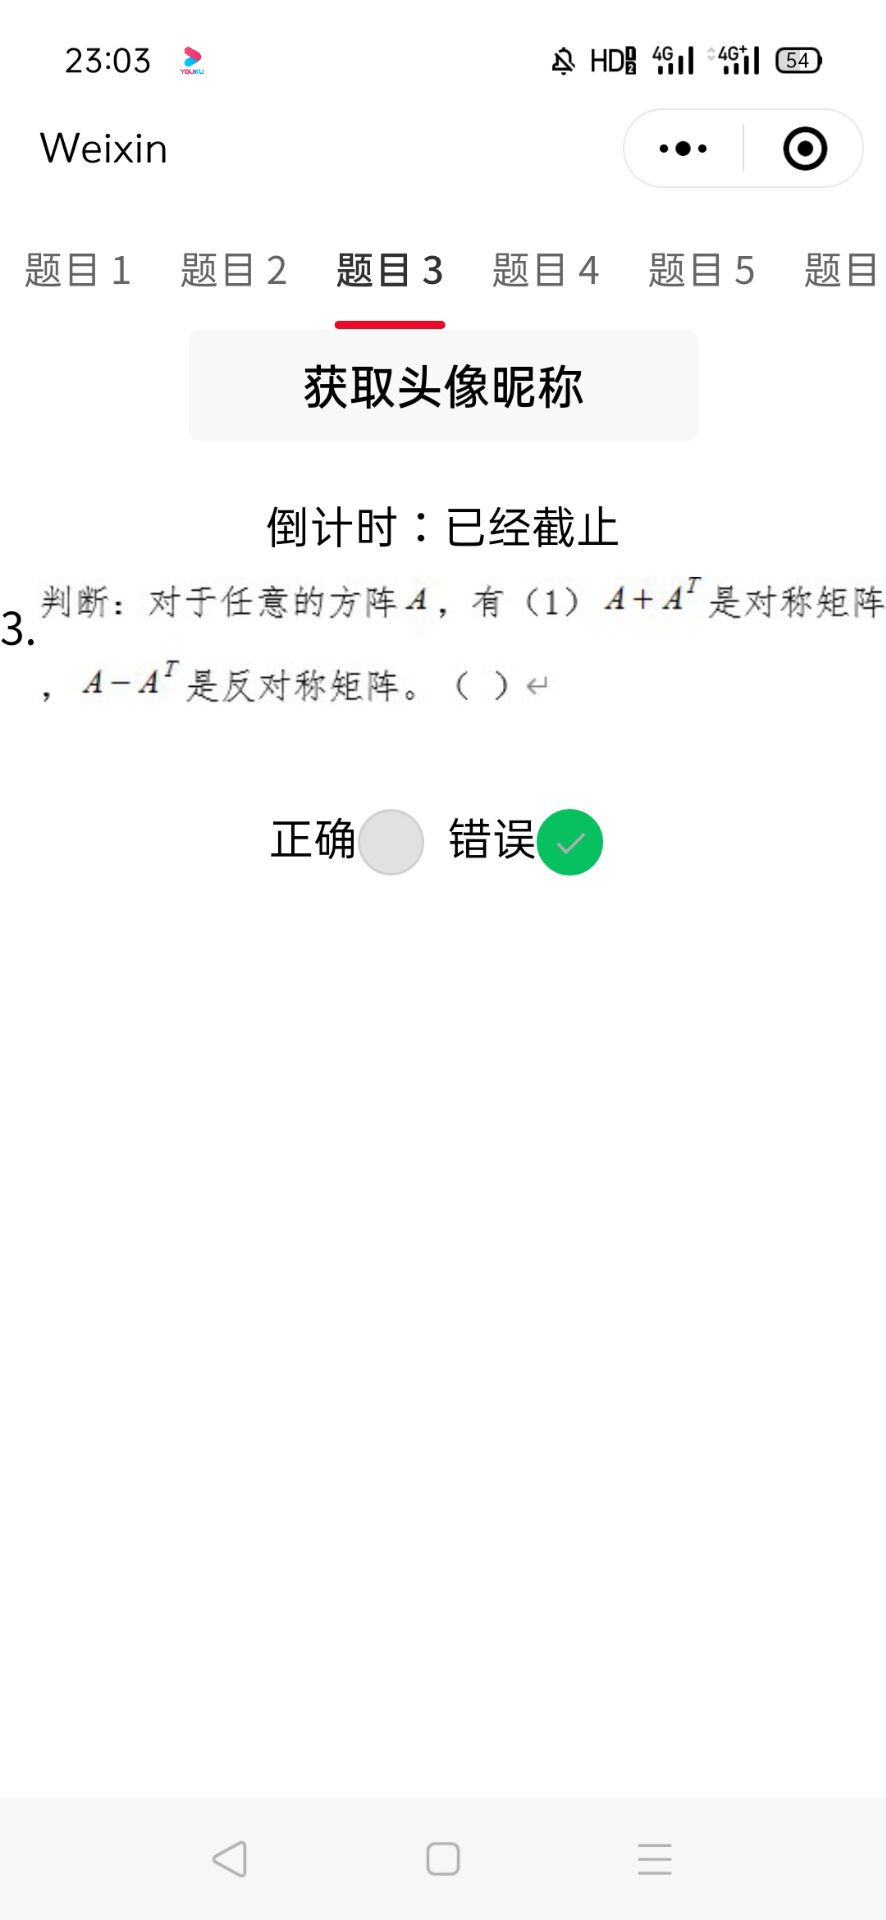 23:03 YOUKU HD 1 2 4G 4G+ 54
Weixin
题目 1 题目 2 题目 3 题目 4 题目 5 题目
获取头像昵称
倒计时：已经截止
3. 判断：对于任意的方阵 A，有（1） A+A^T 是对称矩阵
， A−A^T 是反对称矩阵。（ ）↵
正确 错误